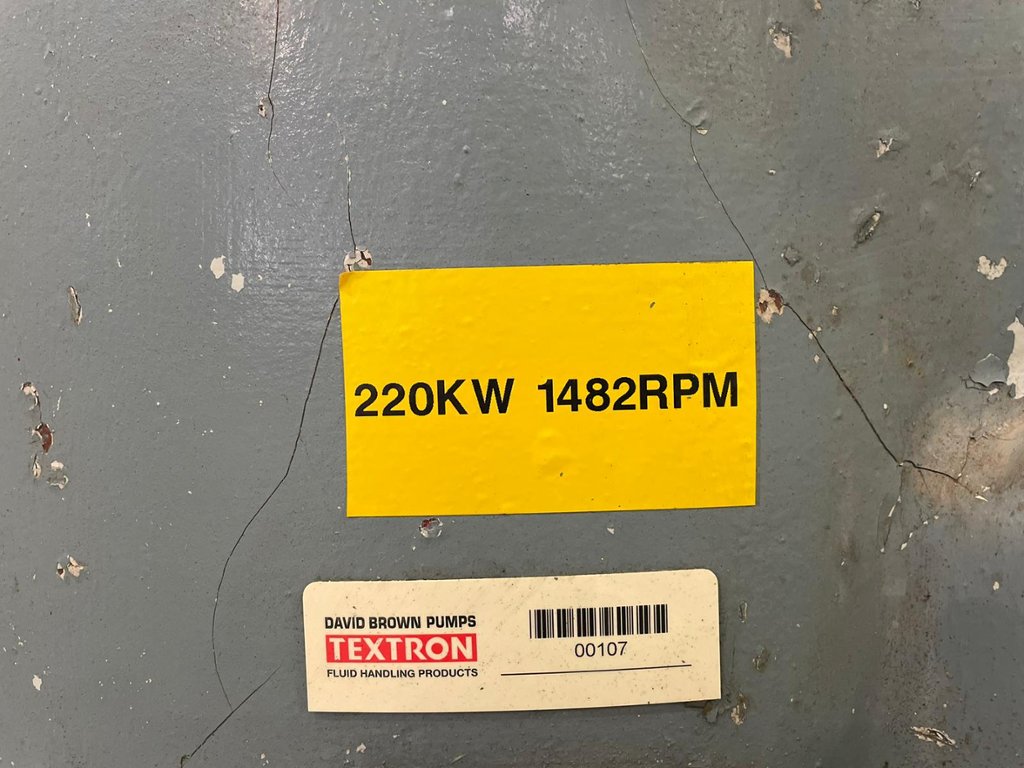 220KW 1482RPM
DAVID BROWN PUMPS
TEXTRON
FLUID HANDLING PRODUCTS
00107